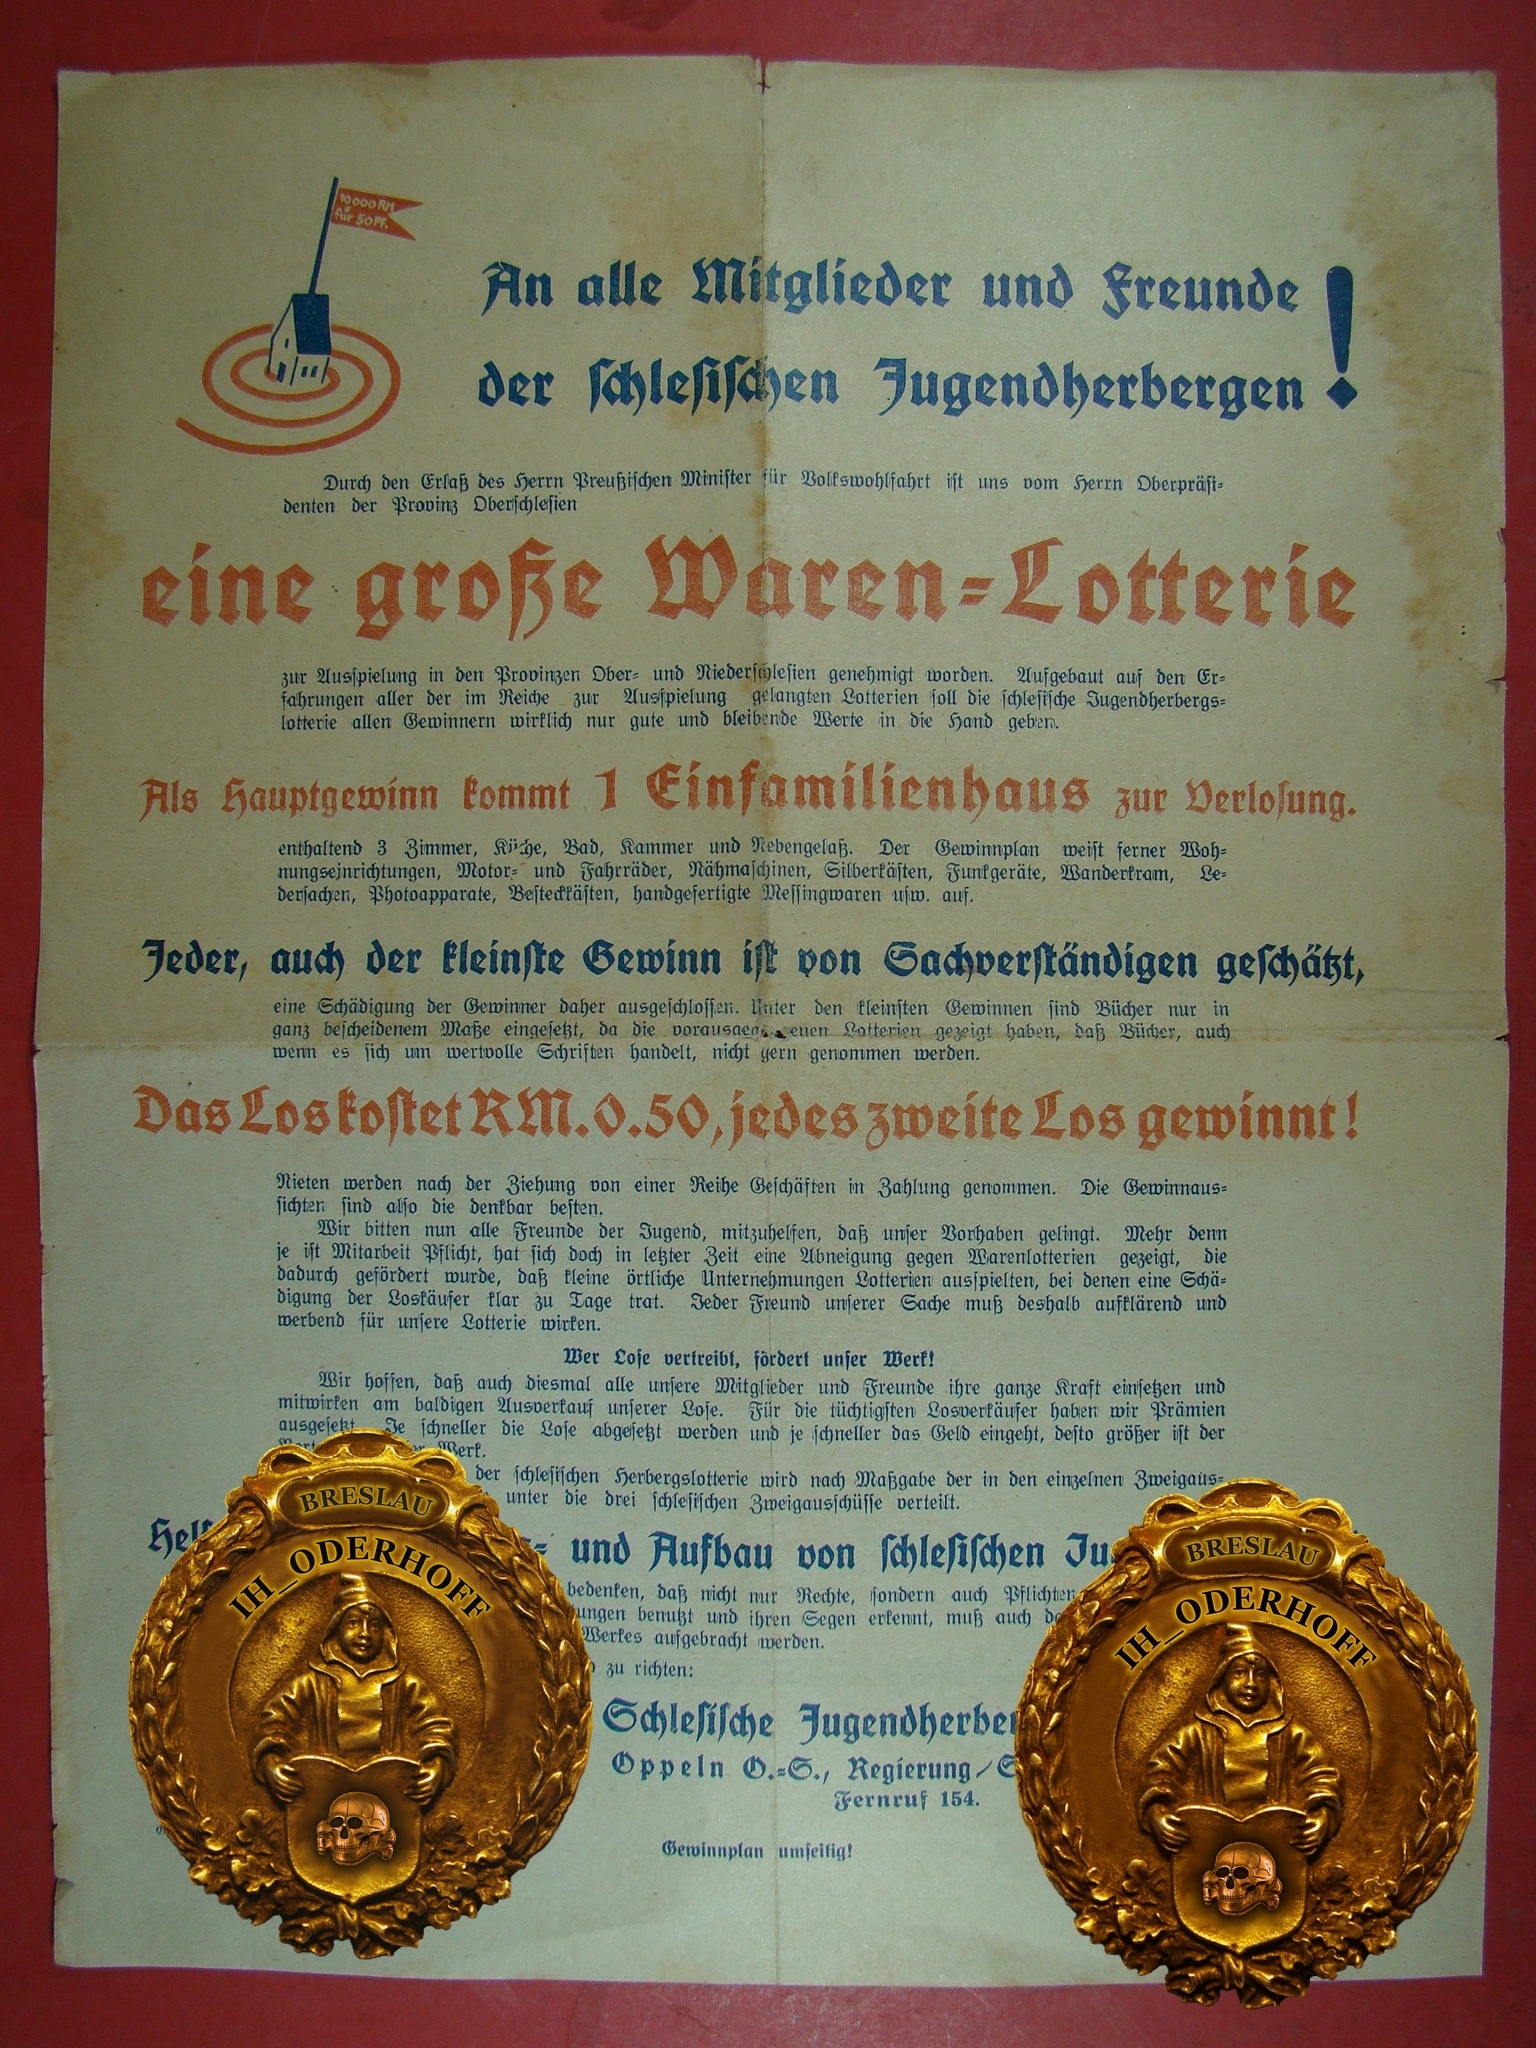 10000 RM
für 50 Pf.
An alle Mitglieder und Freunde
der schlesischen Jugendherbergen!
Durch den Erlaß des Herrn Preußischen Minister für Volkswohlfahrt ist uns vom Herrn Oberpräsi-
denten der Provinz Oberschlesien
eine große Waren-Lotterie
zur Ausspielung in den Provinzen Ober- und Niederschlesien genehmigt worden. Aufgebaut auf den Er-
fahrungen aller der im Reiche zur Ausspielung gelangten Lotterien soll die schlesische Jugendherbergs-
lotterie allen Gewinnern wirklich nur gute und bleibende Werte in die Hand geben.
Als Hauptgewinn kommt 1 Einfamilienhaus zur Verlosung.
enthaltend 3 Zimmer, Küche, Bad, Kammer und Nebengelaß. Der Gewinnplan weist ferner Woh-
nungseinrichtungen, Motor- und Fahrräder, Nähmaschinen, Silberkästen, Funkgeräte, Wanderkram, Le-
dersachen, Photoapparate, Besteckkästen, handgefertigte Messingwaren usw. auf.
Jeder, auch der kleinste Gewinn ist von Sachverständigen geschätzt,
eine Schädigung der Gewinner daher ausgeschlossen. Unter den kleinsten Gewinnen sind Bücher nur in
ganz bescheidenem Maße eingesetzt, da die Lotterien gezeigt haben, daß Bücher, auch
wenn es sich um wertvolle Schriften handelt, nicht gern genommen werden.
Das Los kostet RM. 0.50, jedes zweite Los gewinnt!
Nieten werden nach der Ziehung von einer Reihe Geschäften in Zahlung genommen. Die Gewinnaus-
sichten sind also die denkbar besten.
Wir bitten nun alle Freunde der Jugend, mitzuhelfen, daß unser Vorhaben gelingt. Mehr denn
je ist Mitarbeit Pflicht, hat sich doch in letzter Zeit eine Abneigung gegen Warenlotterien gezeigt, die
dadurch gefördert wurde, daß kleine örtliche Unternehmungen Lotterien ausspielten, bei denen eine Schä-
digung der Loskäufer klar zu Tage trat. Jeder Freund unserer Sache muß deshalb aufklärend und
werbend für unsere Lotterie wirken.
Wer Lose vertreibt, fördert unser Werk!
Wir hoffen, daß auch diesmal alle unsere Mitglieder und Freunde ihre ganze Kraft einsetzen und
mitwirken am baldigen Ausverkauf unserer Lose. Für die tüchtigsten Losverkäufer haben wir Prämien
ausgesetzt. Je schneller die Lose abgesetzt werden und je schneller das Geld eingeht, desto größer ist der
Werk.
der schlesischen Herbergslotterie wird nach Maßgabe der in den einzelnen Zweigaus-
unter die drei schlesischen Zweigausschüsse verteilt.
und Aufbau von schlesischen
bedenken, daß nicht nur Rechte, sondern auch Pflichten
benutzt und ihren Segen erkennt, muß auch
Werkes aufgebracht werden.
zu richten:
Schlesische
Oppeln O.-S., Regierung
Fernruf 154.
Gewinnplan umseitig!
BRESLAU
IH_ODERHOFF
BRESLAU
IH_ODERHOFF